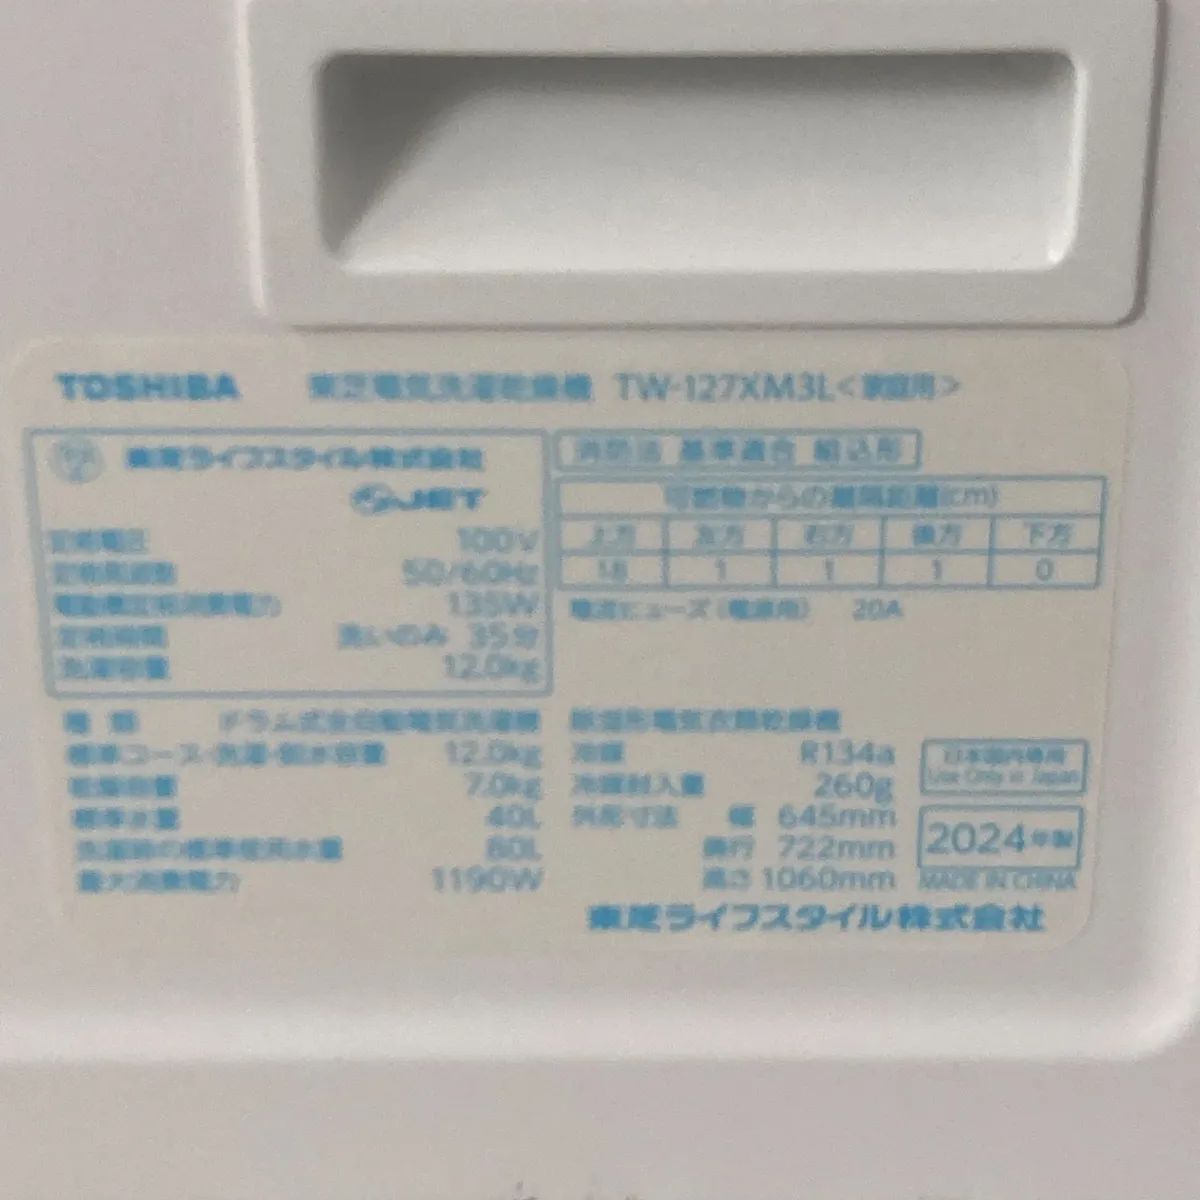 TOSHIBA 東芝電気洗濯乾燥機 TW-127XM3L<家庭用>
東芝ライフスタイル株式会社
JET
定格電圧 100V
定格周波数 50/60Hz
電動機定格消費電力 135W
定格時間 洗いのみ 35分
洗濯容量 12.0kg
消防法 基準適合 組込形
可燃物からの離隔距離(cm)
上方 左方 右方 後方 下方
18 1 1 1 0
電流ヒューズ(電源用) 20A
種類 ドラム式全自動電気洗濯機
標準コース・洗濯・脱水容量 12.0kg
乾燥容量 7.0kg
標準水量 40L
洗濯時の標準使用水量 80L
最大消費電力 1190W
除湿形電気衣類乾燥機
冷媒 R134a
冷媒封入量 260g
外形寸法 幅 645mm
奥行 722mm
高さ 1060mm
日本国内専用
Use Only in Japan
2024年製
MADE IN CHINA
東芝ライフスタイル株式会社